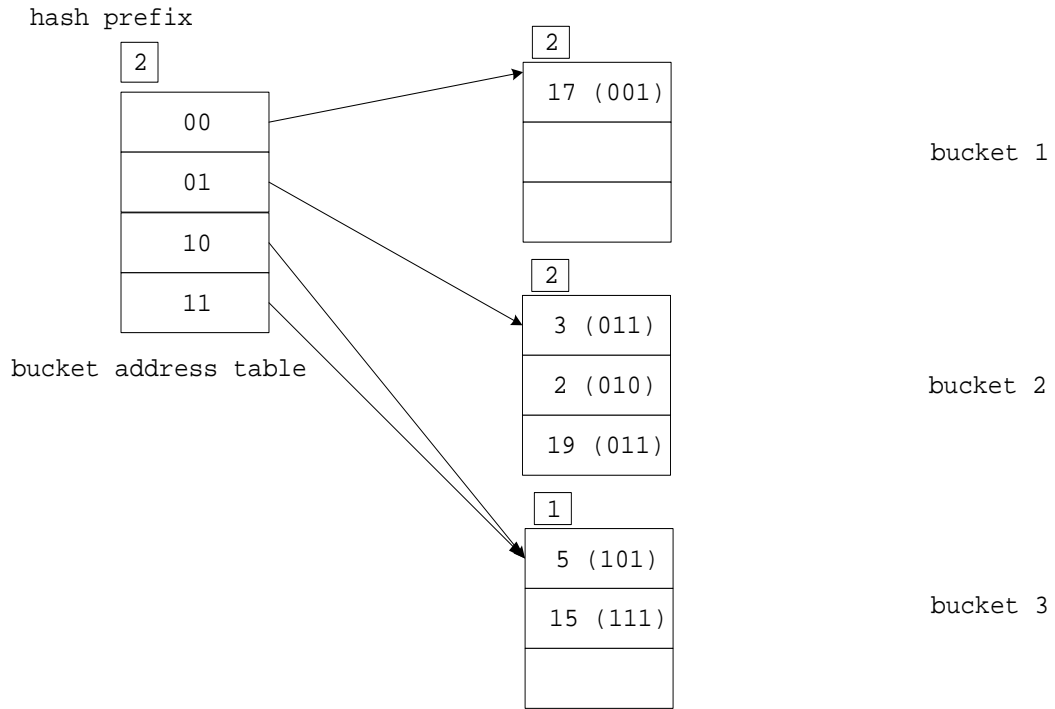 hash prefix
2
00
01
10
11
bucket address table
2
17 (001)
bucket 1
2
3 (011)
2 (010)
19 (011)
bucket 2
1
5 (101)
15 (111)
bucket 3